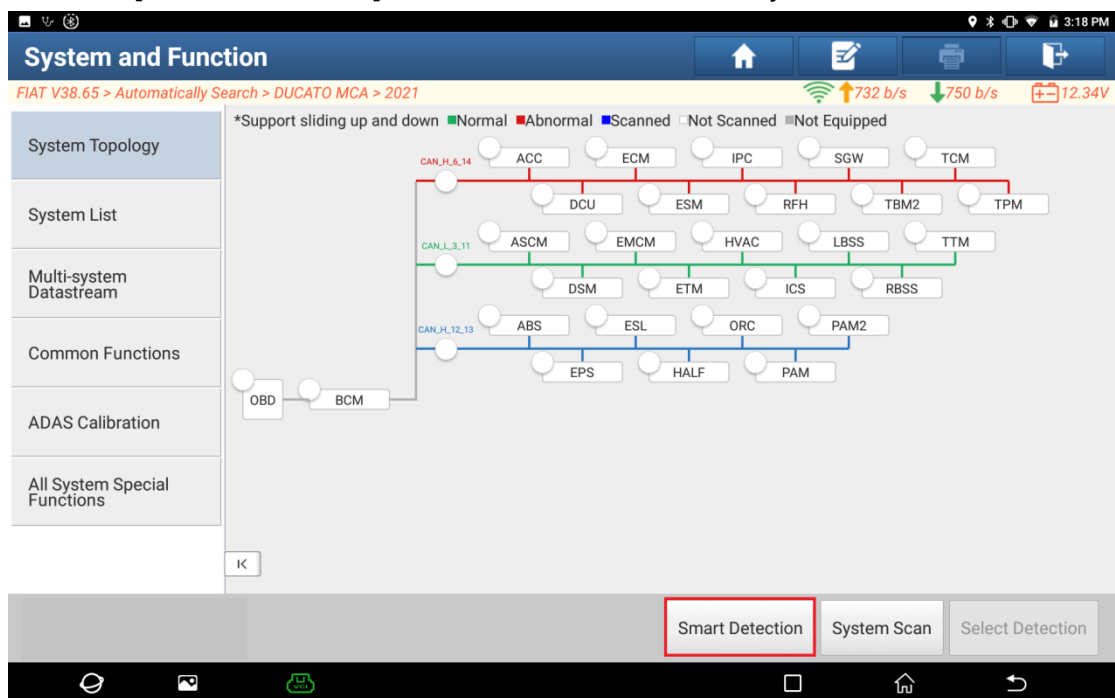 3:18 PM
System and Function
FIAT V38.65 > Automatically Search > DUCATO MCA > 2021
732 b/s
750 b/s
12.34V
System Topology
System List
Multi-system
Datastream
Common Functions
ADAS Calibration
All System Special
Functions
*Support sliding up and down Normal Abnormal Scanned Not Scanned Not Equipped
CAN_H_6_14
ACC ECM IPC SGW TCM
DCU ESM RFH TBM2 TPM
CAN_L_3_11
ASCM EMCM HVAC LBSS TTM
DSM ETM ICS RBSS
CAN_H_12_13
ABS ESL ORC PAM2
EPS HALF PAM
OBD BCM
Smart Detection System Scan Select Detection
VCI